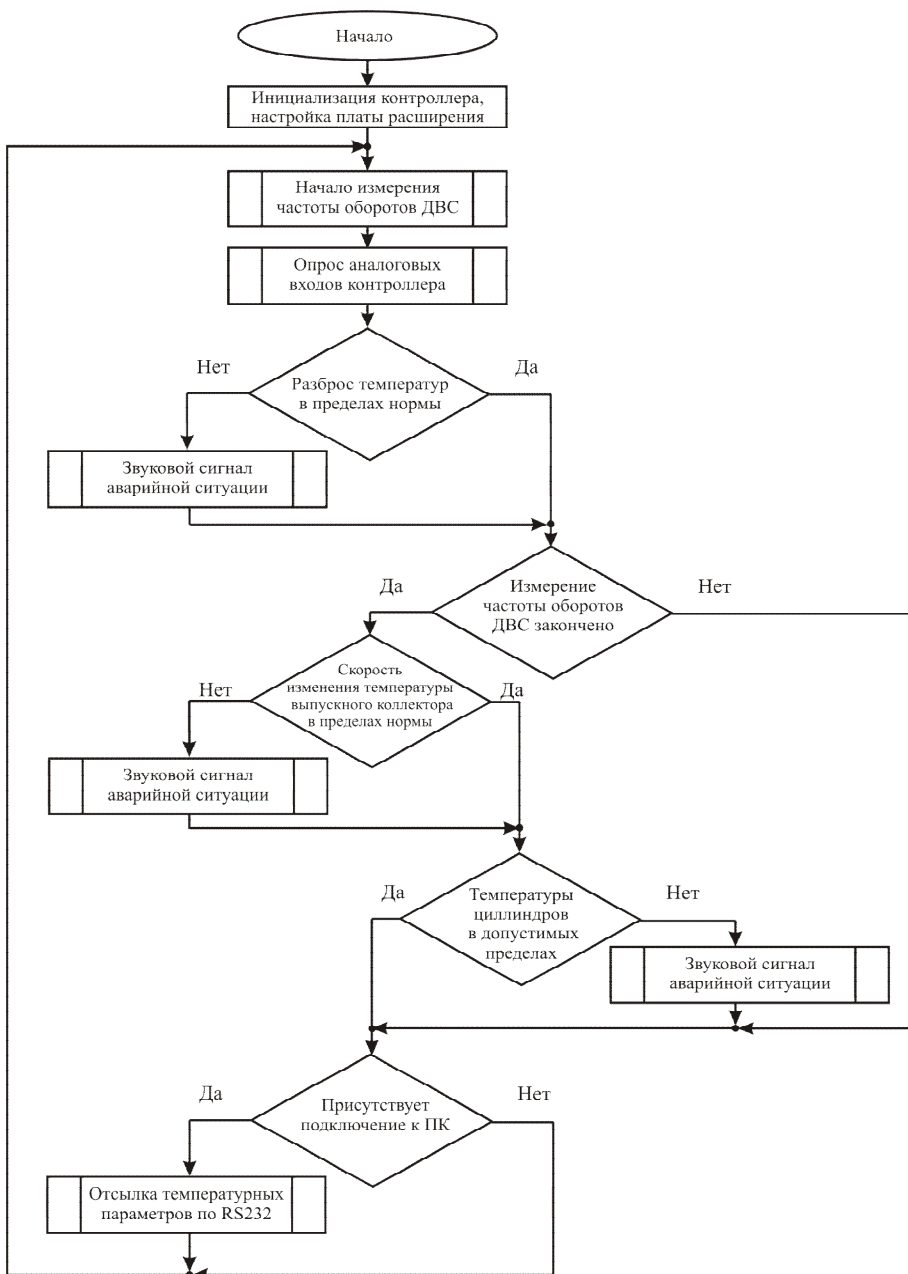 Начало
Инициализация контроллера,
настройка платы расширения
Начало измерения
частоты оборотов ДВС
Опрос аналоговых
входов контроллера
Нет
Да
Разброс температур
в пределах нормы
Звуковой сигнал
аварийной ситуации
Да
Измерение
частоты оборотов
ДВС закончено
Нет
Нет
Скорость
изменения температуры
выпускного коллектора
в пределах нормы
Да
Звуковой сигнал
аварийной ситуации
Да
Температуры
циллиндров
в допустимых
пределах
Нет
Звуковой сигнал
аварийной ситуации
Да
Присутствует
подключение к ПК
Нет
Отсылка температурных
параметров по RS232